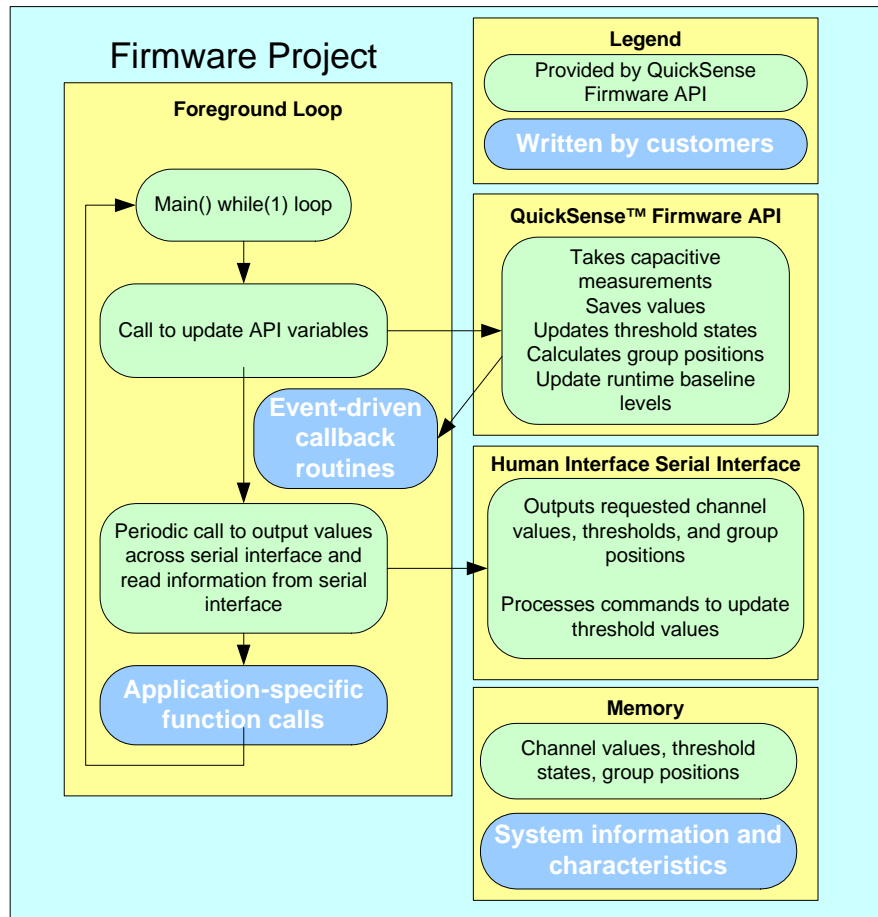 Firmware Project
Foreground Loop
Main() while(1) loop
Call to update API variables
Event-driven
callback
routines
Periodic call to output values
across serial interface and
read information from serial
interface
Application-specific
function calls
Legend
Provided by QuickSense
Firmware API
Written by customers
QuickSense™ Firmware API
Takes capacitive
measurements
Saves values
Updates threshold states
Calculates group positions
Update runtime baseline
levels
Human Interface Serial Interface
Outputs requested channel
values, thresholds, and group
positions
Processes commands to update
threshold values
Memory
Channel values, threshold
states, group positions
System information and
characteristics